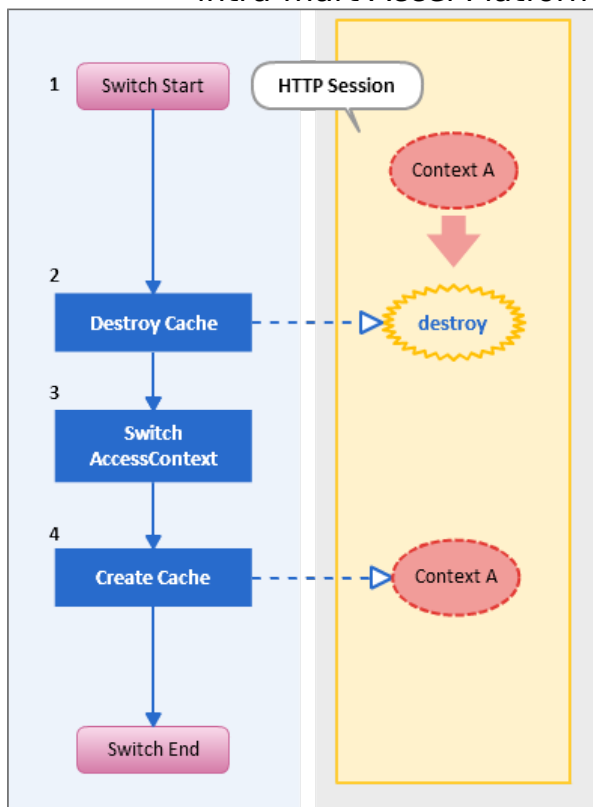 1
Switch Start
HTTP Session
Context A
2
Destroy Cache
destroy
3
Switch
AccessContext
4
Create Cache
Context A
Switch End